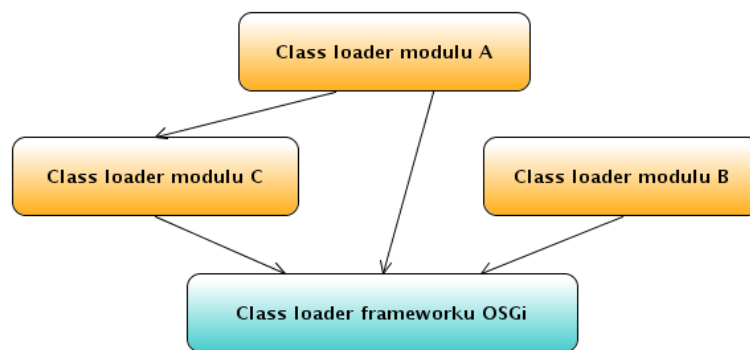 Class loader modulu A
Class loader modulu C
Class loader modulu B
Class loader frameworku OSGi